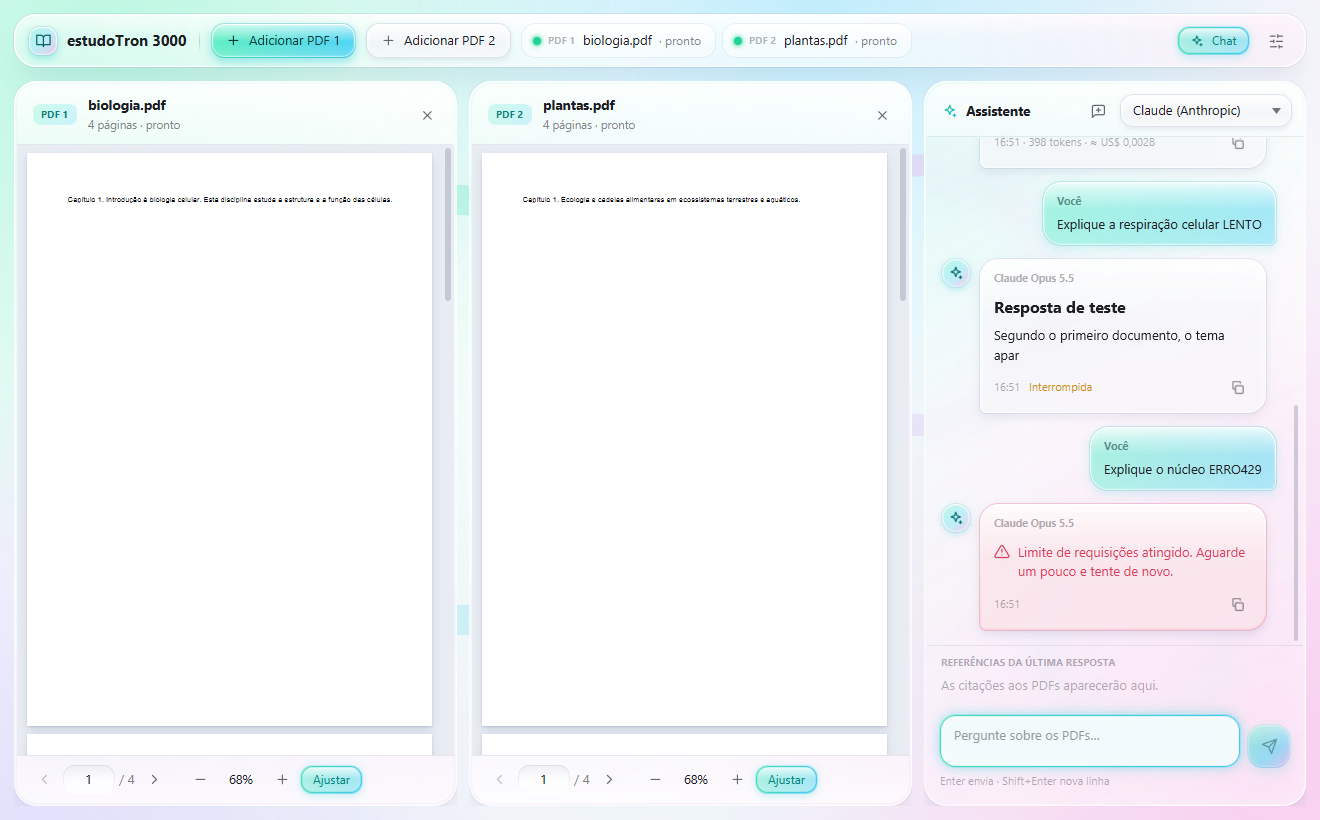 estudoTron 3000
Adicionar PDF 1
Adicionar PDF 2
PDF 1 biologia.pdf · pronto
PDF 2 plantas.pdf · pronto
Chat
PDF 1
biologia.pdf
4 páginas · pronto
Capítulo 1. Introdução à biologia celular. Esta disciplina estuda a estrutura e a função das células.
1 / 4
68%
Ajustar
PDF 2
plantas.pdf
4 páginas · pronto
Capítulo 1. Ecologia e cadeias alimentares em ecossistemas terrestres e aquáticos.
1 / 4
68%
Ajustar
Assistente
Claude (Anthropic)
16:51 · 398 tokens · ≈ US$ 0,0028
Você
Explique a respiração celular LENTO
Claude Opus 5.5
Resposta de teste
Segundo o primeiro documento, o tema
apar
16:51 Interrompida
Você
Explique o núcleo ERRO429
Claude Opus 5.5
Limite de requisições atingido. Aguarde
um pouco e tente de novo.
16:51
REFERÊNCIAS DA ÚLTIMA RESPOSTA
As citações aos PDFs aparecerão aqui.
Pergunte sobre os PDFs...
Enter envia · Shift+Enter nova linha